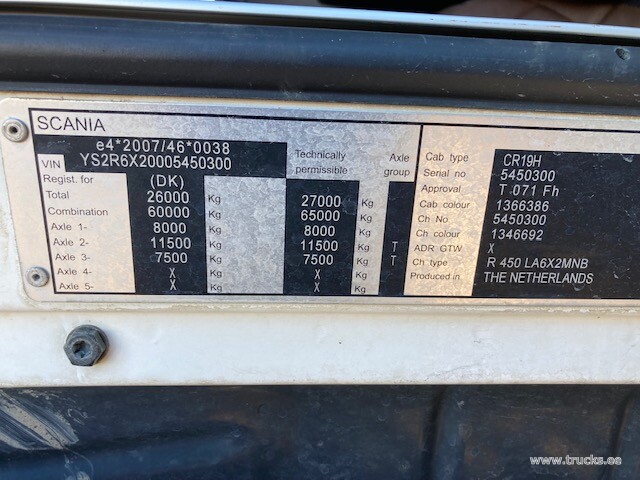 SCANIA
e4*2007/46*0038
VIN YS2R6X20005450300
Technically permissible
Axle group
Regist. for (DK)
Total 26000 Kg 27000 Kg
Combination 60000 Kg 65000 Kg
Axle 1- 8000 Kg 8000 Kg
Axle 2- 11500 Kg 11500 Kg T
Axle 3- 7500 Kg 7500 Kg T
Axle 4- X Kg X Kg
Axle 5- X Kg X Kg
Cab type CR19H
Serial no 5450300
Approval T 071 Fh
Cab colour 1366386
Ch No 5450300
Ch colour 1346692
ADR GTW X
Ch type R 450 LA6X2MNB
Produced in THE NETHERLANDS
www.trucks.ee